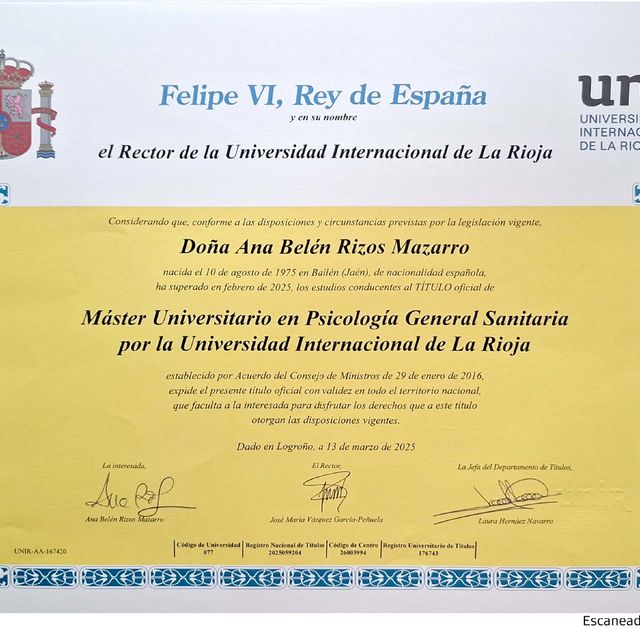 Felipe VI, Rey de España
y en su nombre
el Rector de la Universidad Internacional de La Rioja
un
UNIVERSI
INTERNAC
DE LA RIO
Considerando que, conforme a las disposiciones y circunstancias previstas por la legislación vigente,
Doña Ana Belén Rizos Mazarro
nacida el 10 de agosto de 1975 en Bailén (Jaén), de nacionalidad española,
ha superado en febrero de 2025, los estudios conducentes al TÍTULO oficial de
Máster Universitario en Psicología General Sanitaria
por la Universidad Internacional de La Rioja
establecido por Acuerdo del Consejo de Ministros de 29 de enero de 2016,
expide el presente título oficial con validez en todo el territorio nacional,
que faculta a la interesada para disfrutar los derechos que a este título
otorgan las disposiciones vigentes.
Dado en Logroño, a 13 de marzo de 2025
La interesada, El Rector, La Jefa del Departamento de Títulos,
Ana Belén Rizos Mazarro José María Vázquez García-Peñuela Laura Hernáez Navarro
UNIR-AA-167420
Código de Universidad Registro Nacional de Títulos Código de Centro Registro Universitario de Títulos
077 2025059204 26003994 176743
Escanead